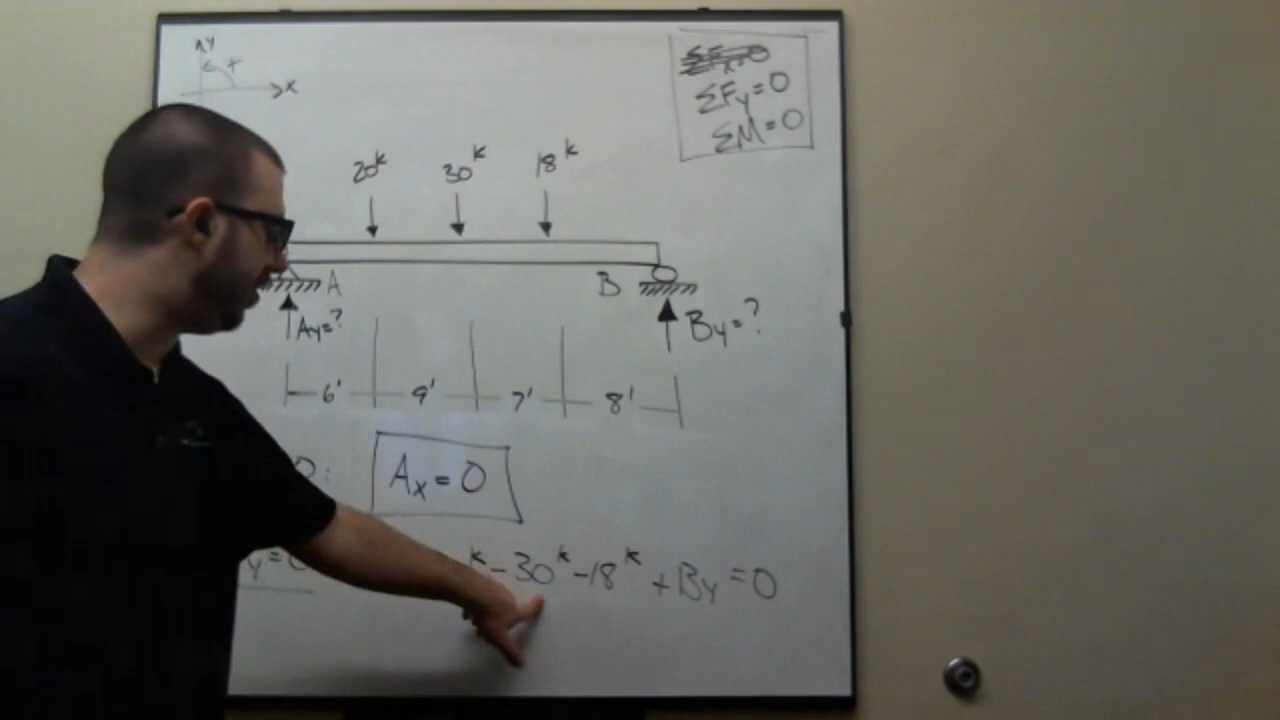 y +
x
ΣFy=0
ΣM=0
20ᵏ 30ᵏ 18ᵏ
A B
Ay=? By=?
6' 9' 7' 8'
0: Ax=0
y=0 ᵏ-30ᵏ-18ᵏ+By=0